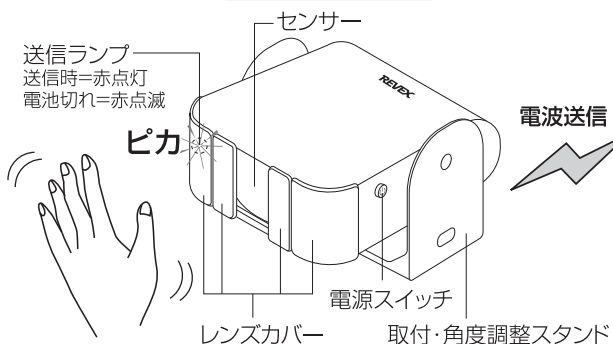 センサー
送信ランプ
送信時=赤点灯
電池切れ=赤点滅
REVEX
電波送信
ピカ
電源スイッチ
レンズカバー
取付・角度調整スタンド